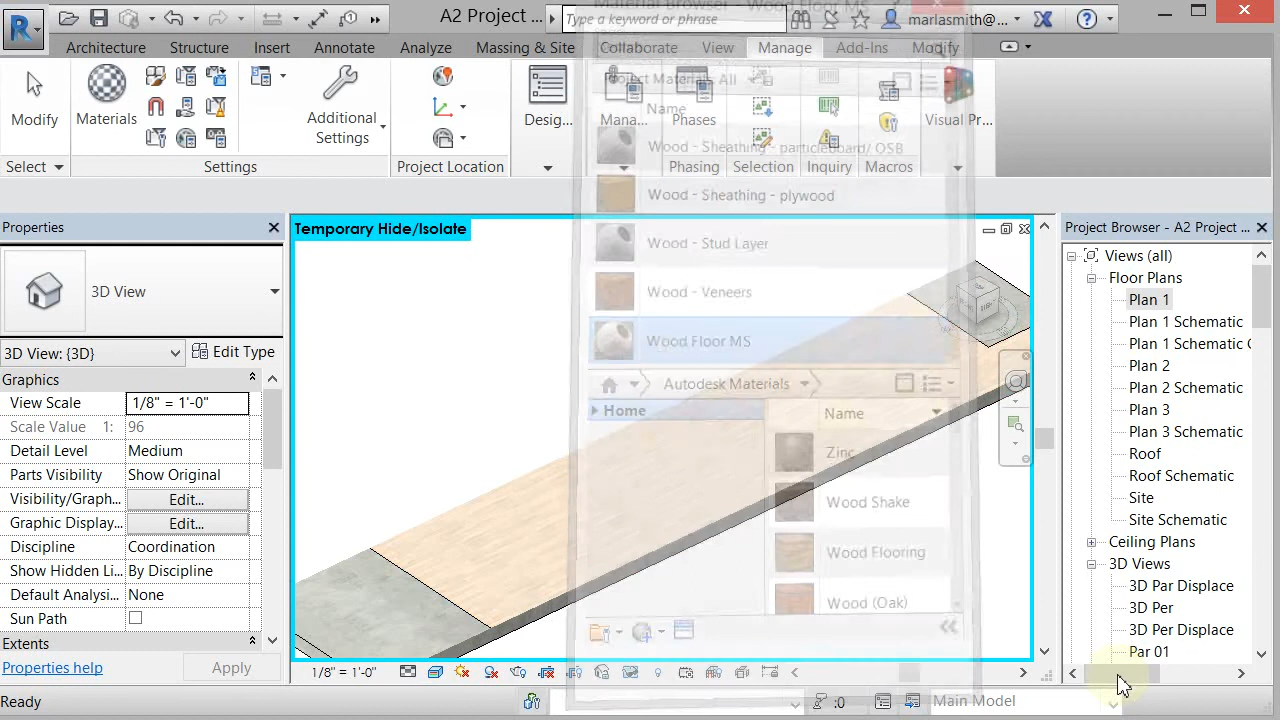 A2 Project ...
Type a keyword or phrase
marlasmith@...
Material Browser - Wood Floor MS
Architecture
Structure
Insert
Annotate
Analyze
Massing & Site
Collaborate
View
Manage
Add-Ins
Modify
Modify
Materials
Additional
Settings
Desig...
Mana...
Phases
Visual Pr...
Select
Settings
Project Location
Phasing
Selection
Inquiry
Macros
Project Materials: All
Name
Wood - Sheathing - particleboard/ OSB
Wood - Sheathing - plywood
Wood - Stud Layer
Wood - Veneers
Wood Floor MS
Autodesk Materials
Home
Name
Zinc
Wood Shake
Wood Flooring
Wood (Oak)
Properties
3D View
3D View: {3D}
Edit Type
Graphics
View Scale
1/8" = 1'-0"
Scale Value 1:
96
Detail Level
Medium
Parts Visibility
Show Original
Visibility/Graph...
Edit...
Graphic Display...
Edit...
Discipline
Coordination
Show Hidden Li...
By Discipline
Default Analysi...
None
Sun Path
Extents
Properties help
Apply
Temporary Hide/Isolate
1/8" = 1'-0"
Project Browser - A2 Project ...
Views (all)
Floor Plans
Plan 1
Plan 1 Schematic
Plan 1 Schematic C
Plan 2
Plan 2 Schematic
Plan 3
Plan 3 Schematic
Roof
Roof Schematic
Site
Site Schematic
Ceiling Plans
3D Views
3D Par Displace
3D Per
3D Per Displace
Par 01
Ready
:0
Main Model